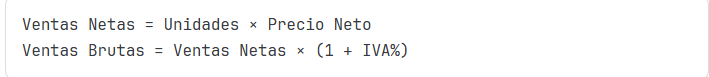 Ventas Netas = Unidades × Precio Neto
Ventas Brutas = Ventas Netas × (1 + IVA%)